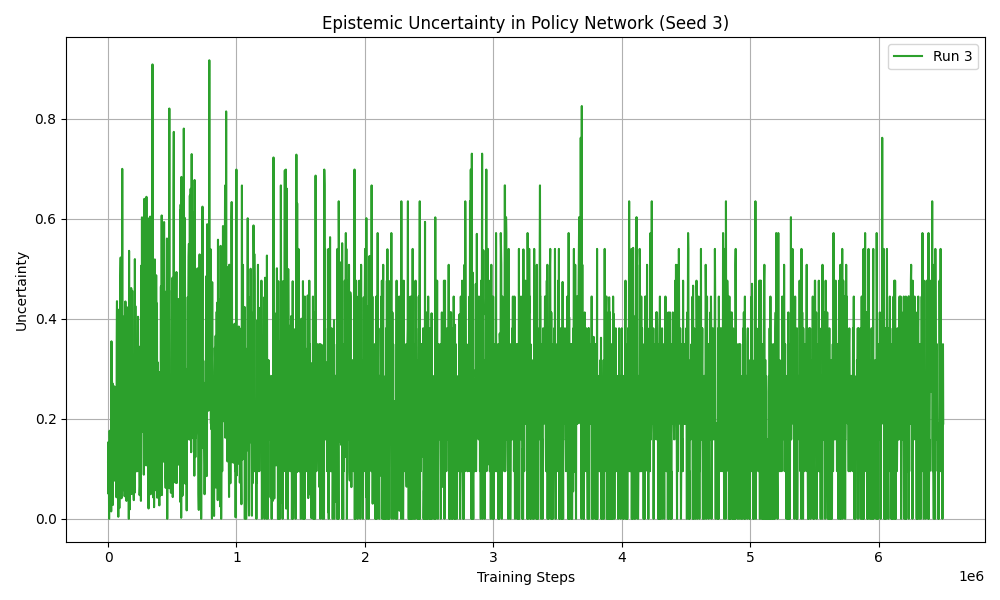 Epistemic Uncertainty in Policy Network (Seed 3)
Run 3
Uncertainty
0.8
0.6
0.4
0.2
0.0
0 1 2 3 4 5 6
1e6
Training Steps